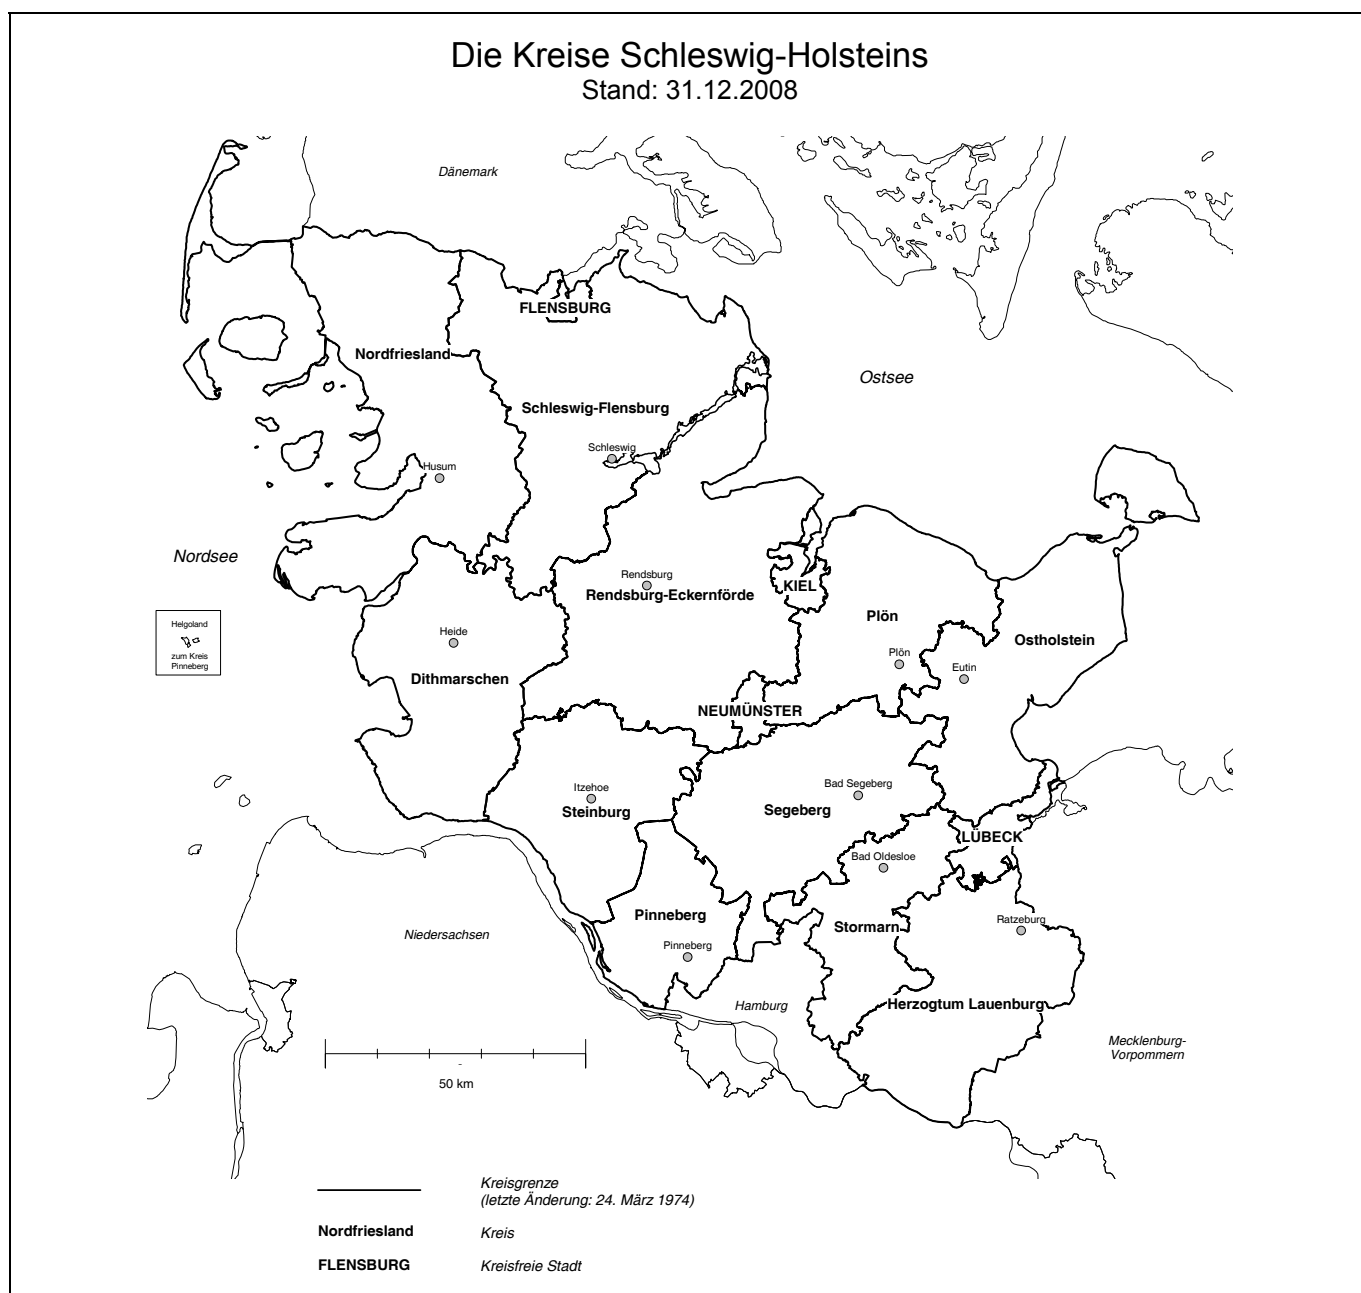 Die Kreise Schleswig-Holsteins
Stand: 31.12.2008
Dänemark
FLENSBURG
Nordfriesland
Ostsee
Schleswig-Flensburg
Schleswig
Husum
Nordsee
Rendsburg
Rendsburg-Eckernförde
KIEL
Plön
Helgoland
zum Kreis
Pinneberg
Heide
Ostholstein
Plön
Eutin
Dithmarschen
NEUMÜNSTER
Itzehoe
Steinburg
Bad Segeberg
Segeberg
LÜBECK
Bad Oldesloe
Pinneberg
Stormarn
Ratzeburg
Niedersachsen
Pinneberg
Hamburg
Herzogtum Lauenburg
Mecklenburg-
Vorpommern
50 km
Kreisgrenze
(letzte Änderung: 24. März 1974)
Nordfriesland Kreis
FLENSBURG Kreisfreie Stadt